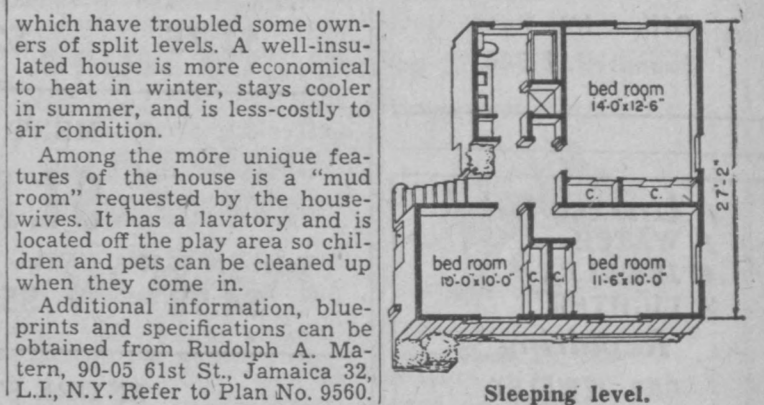 which have troubled some own-
ers of split levels. A well-insu-
lated house is more economical
to heat in winter, stays cooler
in summer, and is less-costly to
air condition.
Among the more unique fea-
tures of the house is a “mud
room” requested by the house-
wives. It has a lavatory and is
located off the play area so chil-
dren and pets can be cleaned up
when they come in.
Additional information, blue-
prints and specifications can be
obtained from Rudolph A. Ma-
tern, 90-05 61st St., Jamaica 32,
L.I., N.Y. Refer to Plan No. 9560.
bed room
14'-0"x12'-6"
27'-2"
C.
C.
bed room
10'-0"x10'-0"
C.
C.
bed room
11'-6"x10'-0"
Sleeping level.